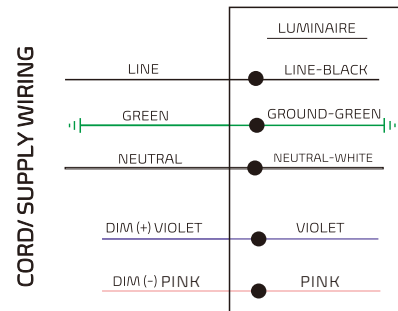 CORD/ SUPPLY WIRING
LUMINAIRE
LINE LINE-BLACK
GREEN GROUND-GREEN
NEUTRAL NEUTRAL-WHITE
DIM (+) VIOLET VIOLET
DIM (-) PINK PINK